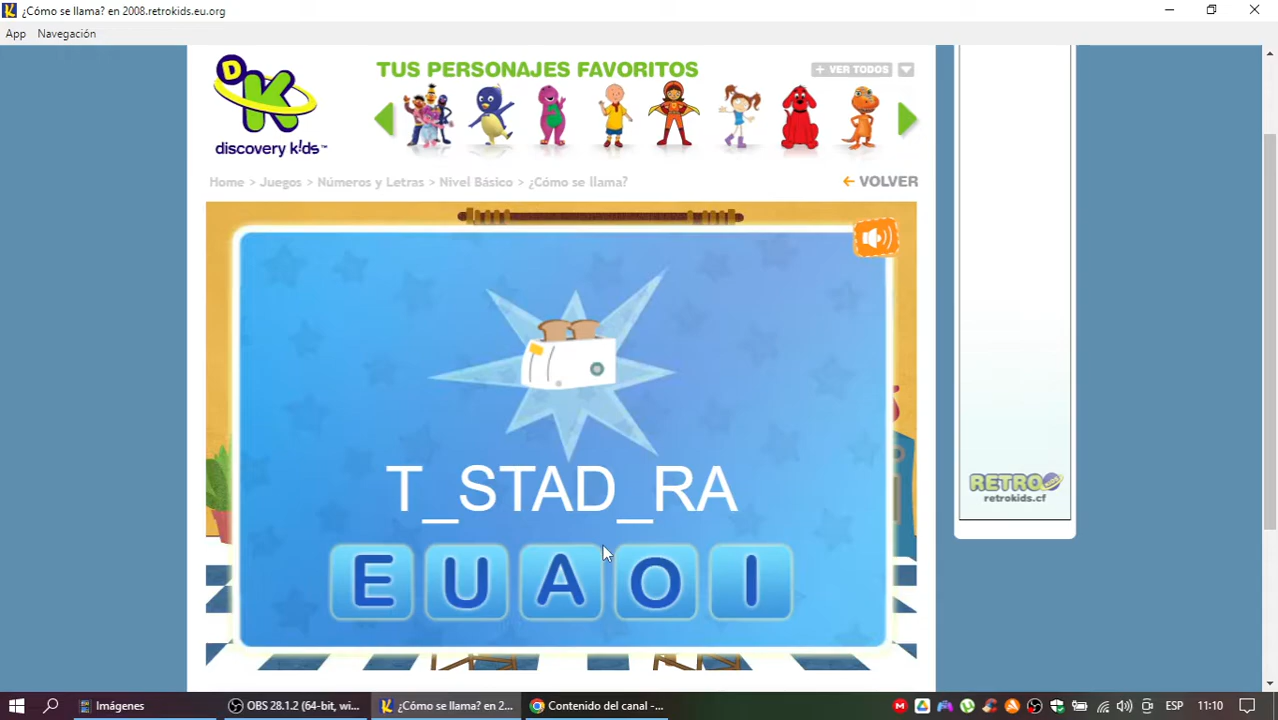 ¿Cómo se llama? en 2008.retrokids.eu.org
App Navegación
D K
discovery k!ds™
TUS PERSONAJES FAVORITOS
+ VER TODOS
Home > Juegos > Números y Letras > Nivel Básico > ¿Cómo se llama?
← VOLVER
T_STAD_RA
E U A O I
RETRO
retrokids.cf
Imágenes
OBS 28.1.2 (64-bit, wi...
¿Cómo se llama? en 2...
Contenido del canal -...
ESP
11:10